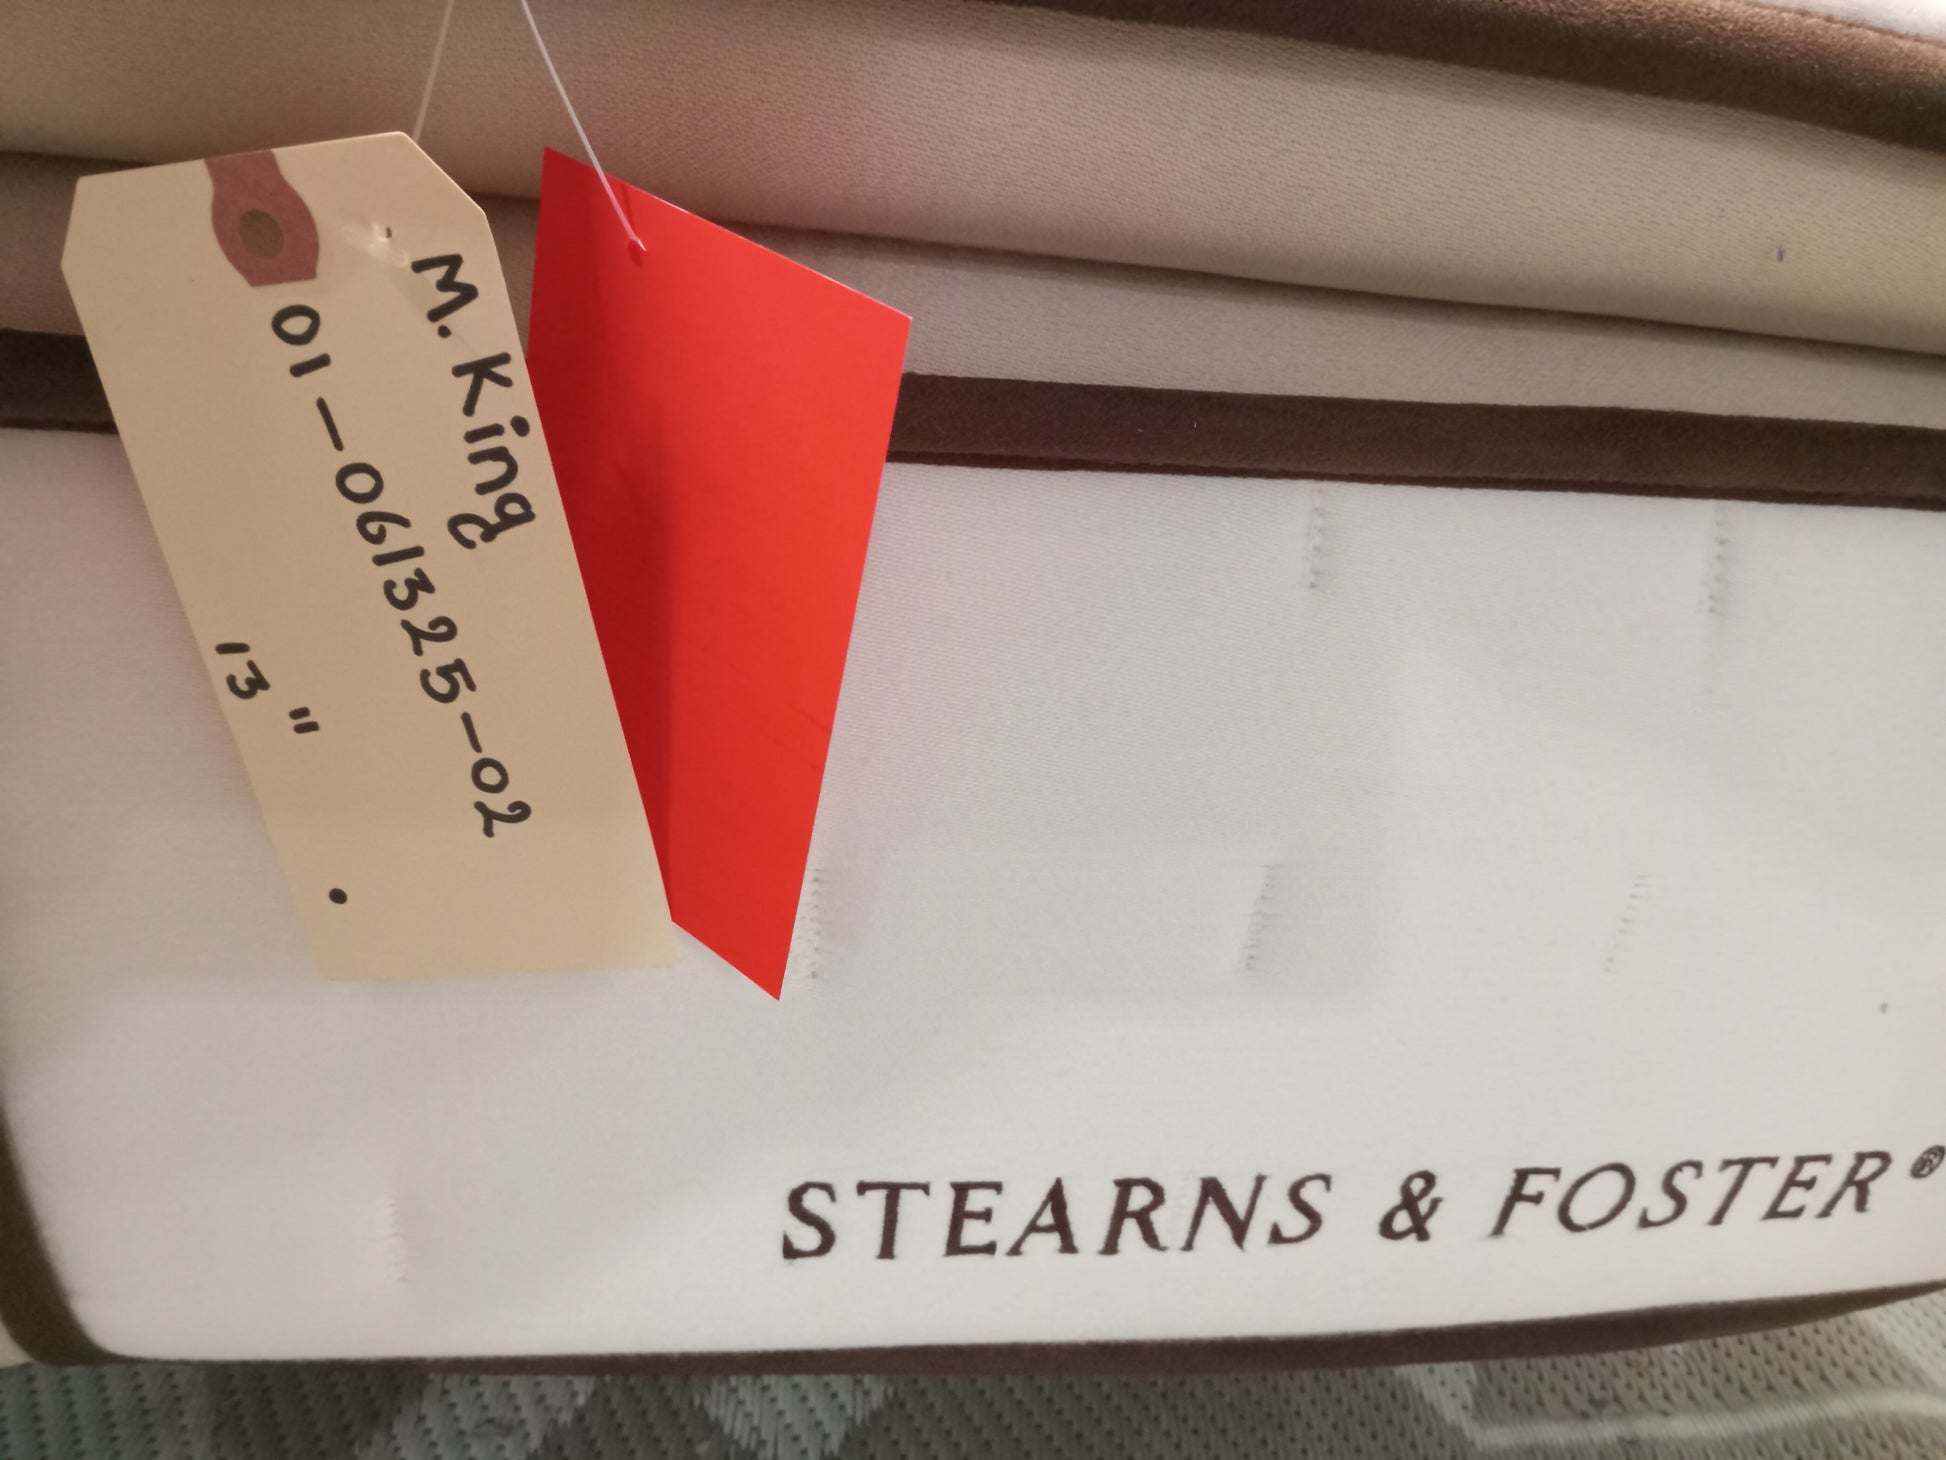 M. King
01-061325-02
13"
STEARNS & FOSTER®